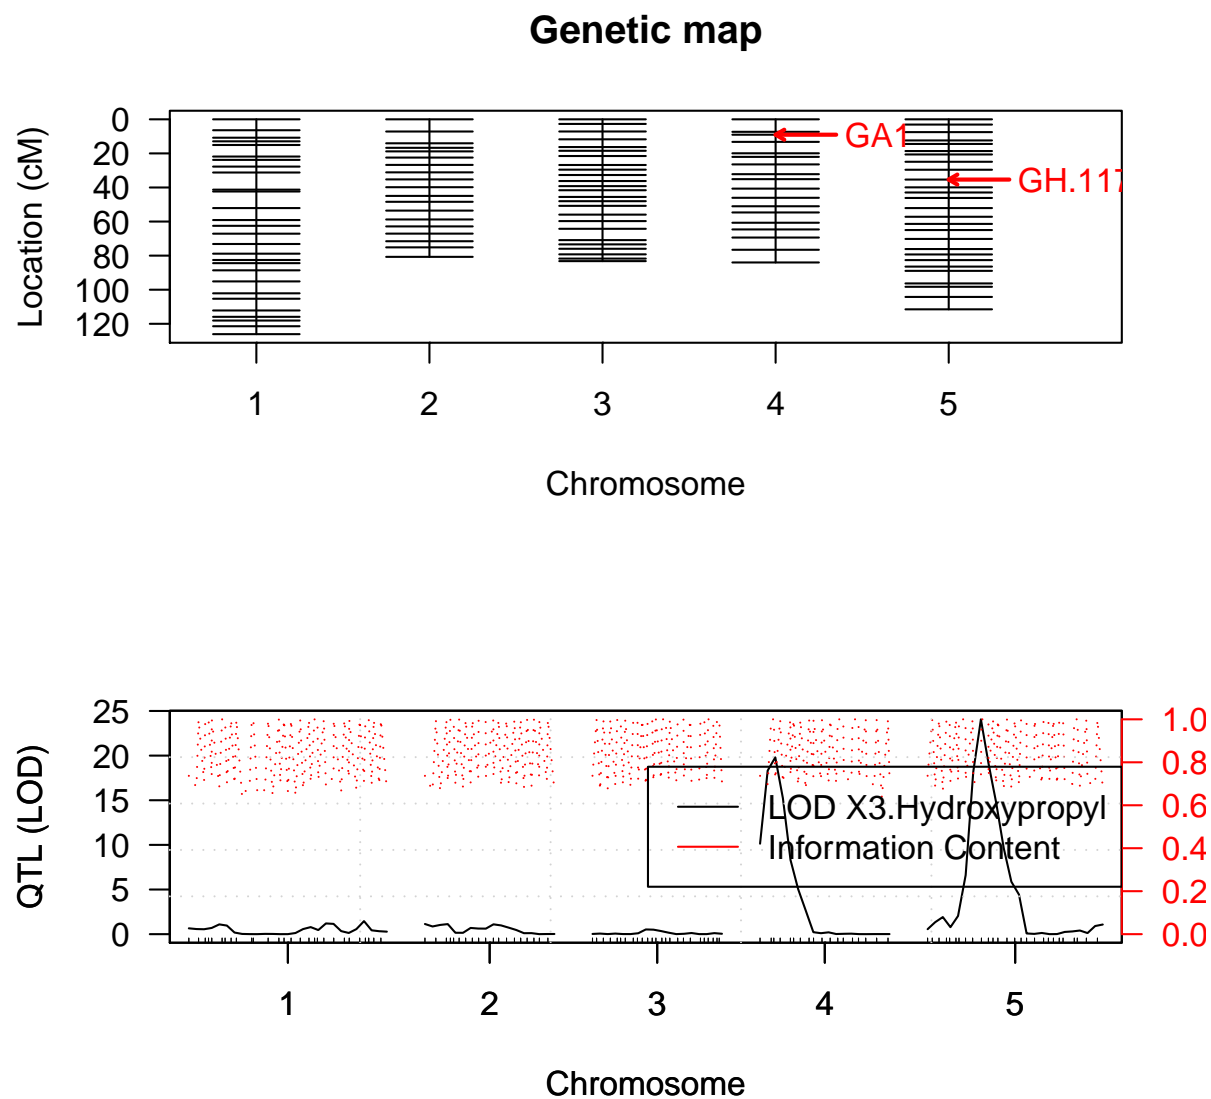 Genetic map
Location (cM)
0
20
40
60
80
100
120
GA1
GH.117
1 2 3 4 5
Chromosome
QTL (LOD)
25
20
15
10
5
0
LOD X3.Hydroxypropyl
Information Content
1.0
0.8
0.6
0.4
0.2
0.0
1 2 3 4 5
Chromosome